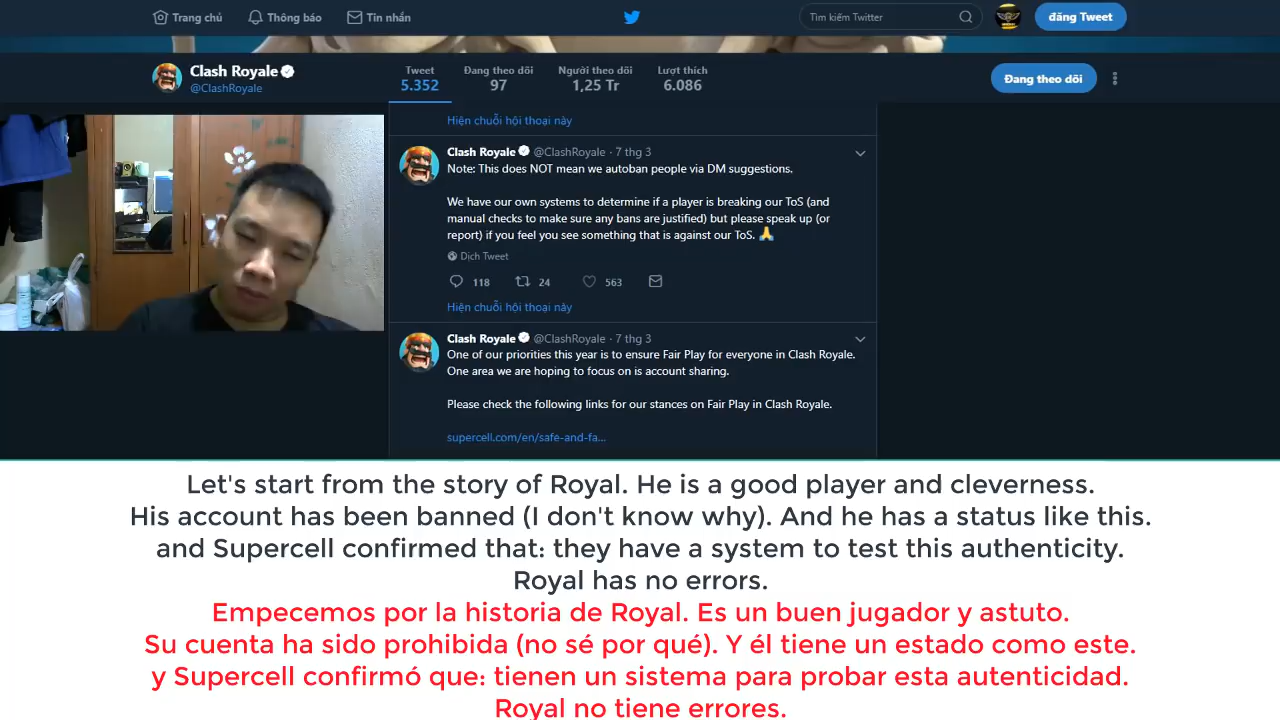 Trang chủ
Thông báo
Tin nhắn
Tìm kiếm Twitter
đăng Tweet
Clash Royale
@ClashRoyale
Tweet
5.352
Đang theo dõi
97
Người theo dõi
1,25 Tr
Lượt thích
6.086
Đang theo dõi
Hiện chuỗi hội thoại này
Clash Royale @ClashRoyale · 7 thg 3
Note: This does NOT mean we autoban people via DM suggestions.
We have our own systems to determine if a player is breaking our ToS (and
manual checks to make sure any bans are justified) but please speak up (or
report) if you feel you see something that is against our ToS. 🙏
Dịch Tweet
118 24 563
Hiện chuỗi hội thoại này
Clash Royale @ClashRoyale · 7 thg 3
One of our priorities this year is to ensure Fair Play for everyone in Clash Royale.
One area we are hoping to focus on is account sharing.
Please check the following links for our stances on Fair Play in Clash Royale.
supercell.com/en/safe-and-fa...
Let's start from the story of Royal. He is a good player and cleverness.
His account has been banned (I don't know why). And he has a status like this.
and Supercell confirmed that: they have a system to test this authenticity.
Royal has no errors.
Empecemos por la historia de Royal. Es un buen jugador y astuto.
Su cuenta ha sido prohibida (no sé por qué). Y él tiene un estado como este.
y Supercell confirmó que: tienen un sistema para probar esta autenticidad.
Royal no tiene errores.